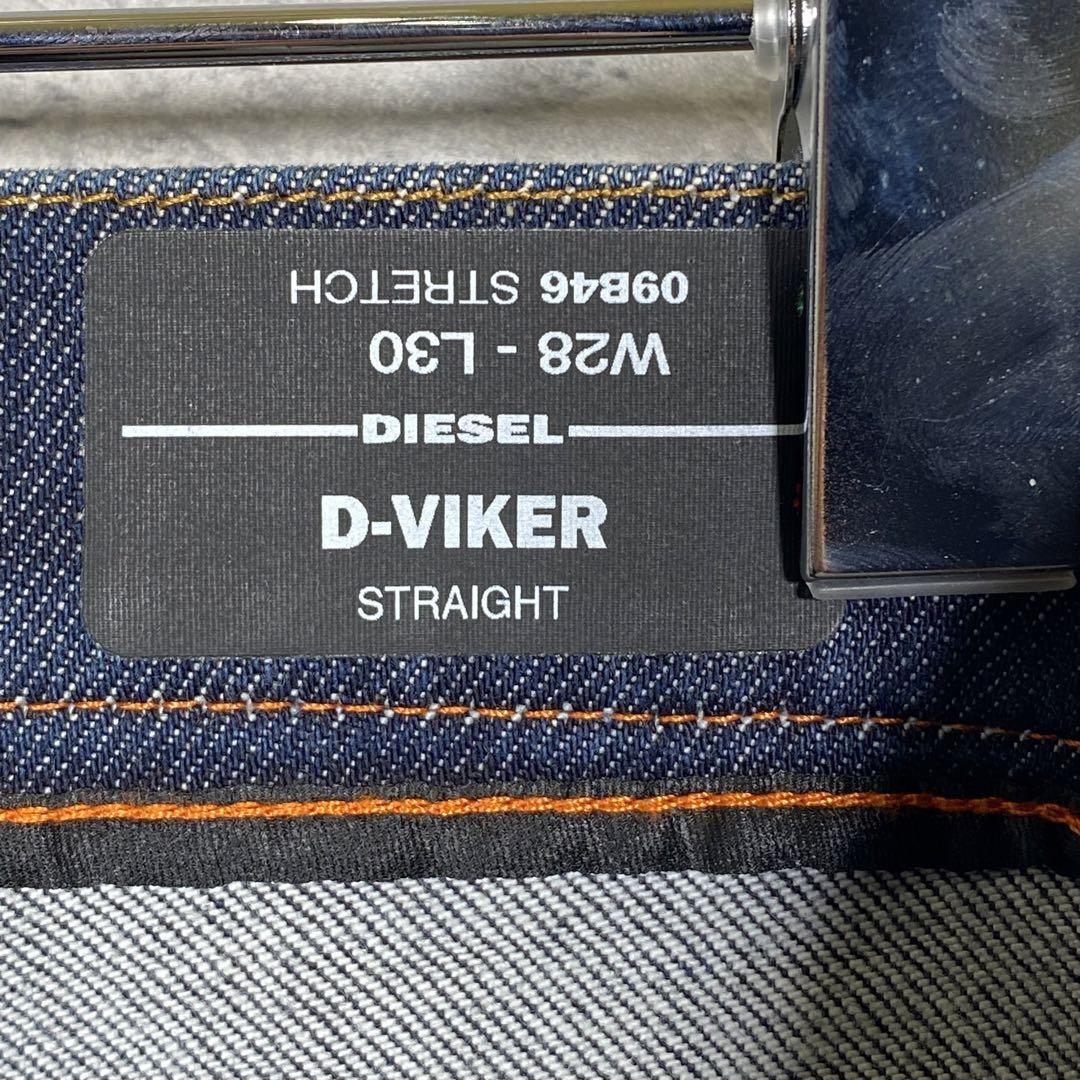 09B46 STRETCH
W28 - L30
DIESEL
D-VIKER
STRAIGHT